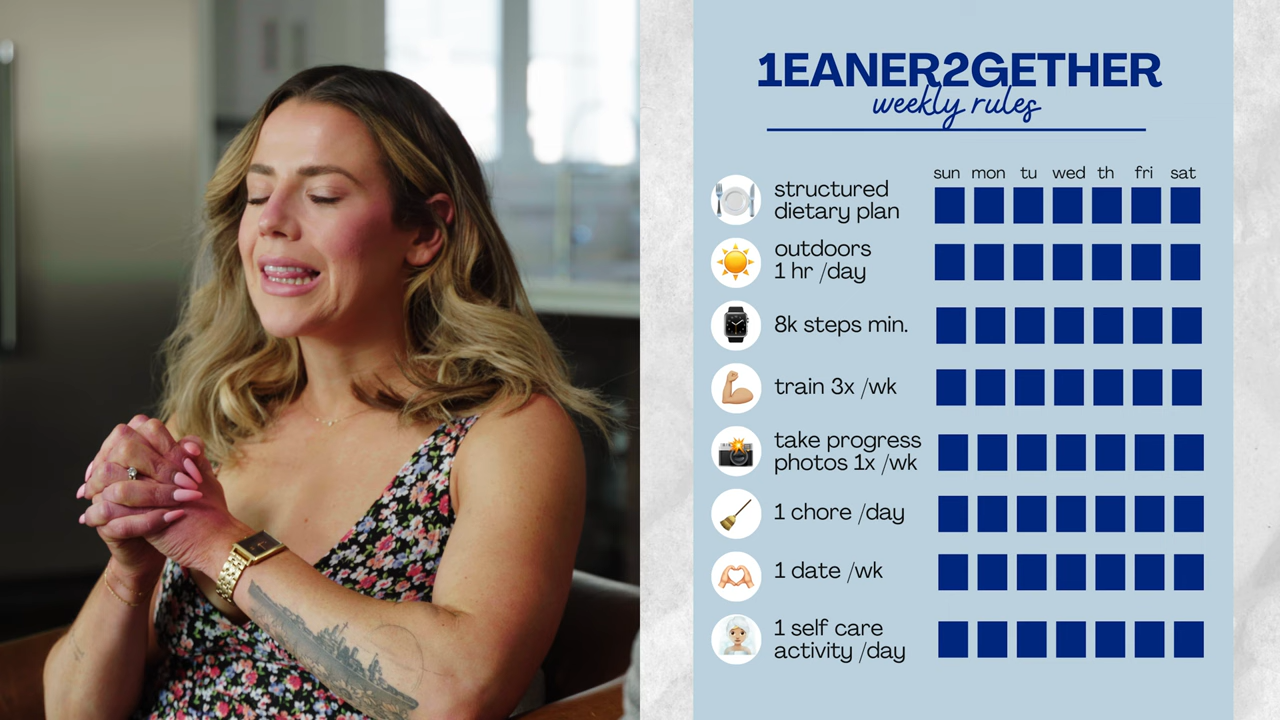 1EANER2GETHER
weekly rules
sun mon tu wed th fri sat
structured
dietary plan
outdoors
1 hr /day
8k steps min.
train 3x /wk
take progress
photos 1x /wk
1 chore /day
1 date /wk
1 self care
activity /day